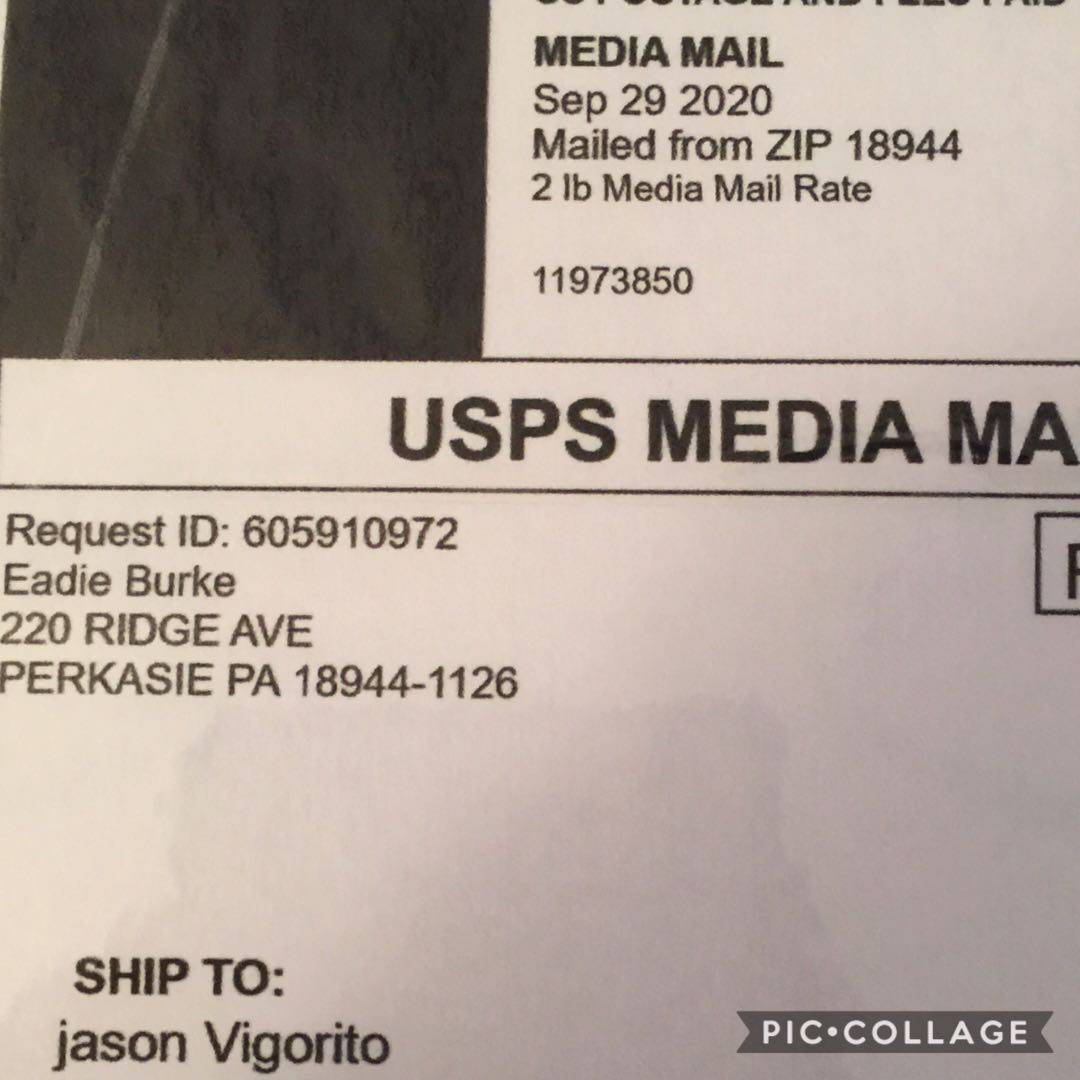 MEDIA MAIL
Sep 29 2020
Mailed from ZIP 18944
2 lb Media Mail Rate
11973850
USPS MEDIA MA
Request ID: 605910972
Eadie Burke
220 RIDGE AVE
PERKASIE PA 18944-1126
SHIP TO:
jason Vigorito
PIC•COLLAGE